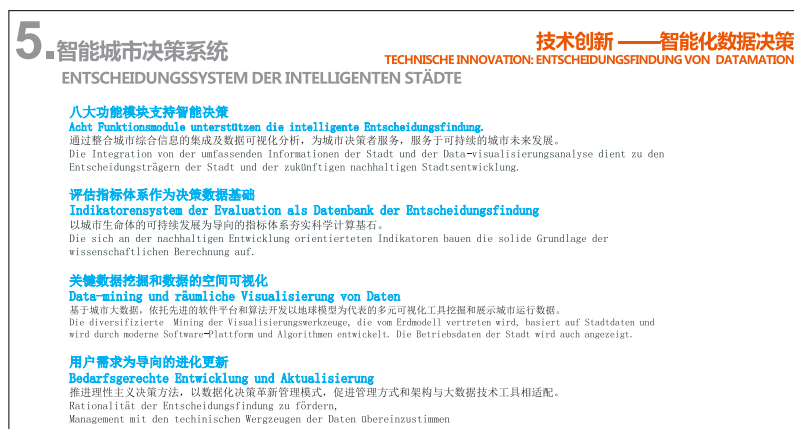 5.智能城市决策系统
技术创新 ——智能化数据决策
TECHNISCHE INNOVATION: ENTSCHEIDUNGSFINDUNG VON DATAMATION
ENTSCHEIDUNGSSYSTEM DER INTELLIGENTEN STÄDTE
八大功能模块支持智能决策
Acht Funktionsmodule unterstützen die intelligente Entscheidungsfindung.
通过整合城市综合信息的集成及数据可视化分析，为城市决策者服务，服务于可持续的城市未来发展。
Die Integration von der umfassenden Informationen der Stadt und der Data-visualisierungsanalyse dient zu den
Entscheidungsträgern der Stadt und der zukünftigen nachhaltigen Stadtsentwicklung.
评估指标体系作为决策数据基础
Indikatorensystem der Evaluation als Datenbank der Entscheidungsfindung
以城市生命体的可持续发展为导向的指标体系夯实科学计算基石。
Die sich an der nachhaltigen Entwicklung orientierteten Indikatoren bauen die solide Grundlage der
wissenschaftlichen Berechnung auf.
关键数据挖掘和数据的空间可视化
Data-mining und räumliche Visualisierung von Daten
基于城市大数据，依托先进的软件平台和算法开发以地球模型为代表的多元可视化工具挖掘和展示城市运行数据。
Die diversifizierte Mining der Visualisierungswerkzeuge, die vom Erdmodell vertreten wird, basiert auf Stadtdaten und
wird durch moderne Software-Plattform und Algorithmen entwickelt. Die Betriebsdaten der Stadt wird auch angezeigt.
用户需求为导向的进化更新
Bedarfsgerechte Entwicklung und Aktualisierung
推进理性主义决策方法，以数据化决策革新管理模式，促进管理方式和架构与大数据技术工具相适配。
Rationalität der Entscheidungsfindung zu fördern,
Management mit den techinischen Wergzeugen der Daten übereinzustimmen